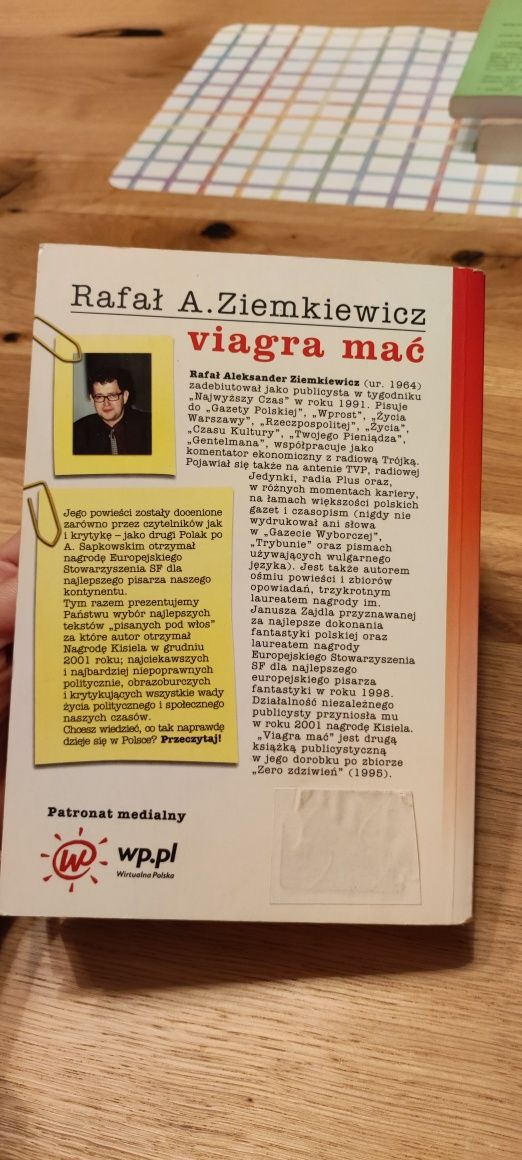 Rafał A.Ziemkiewicz
viagra mać
Rafał Aleksander Ziemkiewicz (ur. 1964)
zadebiutował jako publicysta w tygodniku
„Najwyższy Czas” w roku 1991. Pisuje
do „Gazety Polskiej”, „Wprost”, „Życia
Warszawy”, „Rzeczpospolitej”, „Życia”,
„Czasu Kultury”, „Twojego Pieniądza”,
„Gentelmana”, współpracuje jako
komentator ekonomiczny z radiową Trójką.
Pojawiał się także na antenie TVP, radiowej
Jedynki, radia Plus oraz,
w różnych momentach kariery,
na łamach większości polskich
gazet i czasopism (nigdy nie
wydrukował ani słowa
w „Gazecie Wyborczej”,
„Trybunie” oraz pismach
używających wulgarnego
języka). Jest także autorem
ośmiu powieści i zbiorów
opowiadań, trzykrotnym
laureatem nagrody im.
Janusza Zajdla przyznawanej
za najlepsze dokonania
fantastyki polskiej oraz
laureatem nagrody
Europejskiego Stowarzyszenia
SF dla najlepszego
europejskiego pisarza
fantastyki w roku 1998.
Działalność niezależnego
publicysty przyniosła mu
w roku 2001 nagrodę Kisiela.
„Viagra mać” jest drugą
książką publicystyczną
w jego dorobku po zbiorze
„Zero zdziwień” (1995).
Jego powieści zostały docenione
zarówno przez czytelników jak
i krytykę – jako drugi Polak po
A. Sapkowskim otrzymał
nagrodę Europejskiego
Stowarzyszenia SF dla
najlepszego pisarza naszego
kontynentu.
Tym razem prezentujemy
Państwu wybór najlepszych
tekstów „pisanych pod włos”
za które autor otrzymał
Nagrodę Kisiela w grudniu
2001 roku; najciekawszych
i najbardziej niepoprawnych
politycznie, obrazoburczych
i krytykujących wszystkie wady
życia politycznego i społecznego
naszych czasów.
Chcesz wiedzieć, co tak naprawdę
dzieje się w Polsce? Przeczytaj!
Patronat medialny
W
wp.pl
Wirtualna Polska